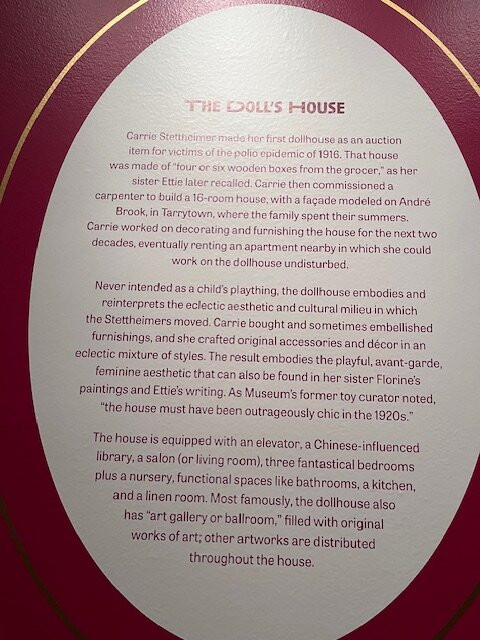 THE DOLL'S HOUSE
Carrie Stettheimer made her first dollhouse as an auction
item for victims of the polio epidemic of 1916. That house
was made of "four or six wooden boxes from the grocer," as her
sister Ettie later recalled. Carrie then commissioned a
carpenter to build a 16-room house, with a façade modeled on André
Brook, in Tarrytown, where the family spent their summers.
Carrie worked on decorating and furnishing the house for the next two
decades, eventually renting an apartment nearby in which she could
work on the dollhouse undisturbed.
Never intended as a child's plaything, the dollhouse embodies and
reinterprets the eclectic aesthetic and cultural milieu in which
the Stettheimers moved. Carrie bought and sometimes embellished
furnishings, and she crafted original accessories and décor in an
eclectic mixture of styles. The result embodies the playful, avant-garde,
feminine aesthetic that can also be found in her sister Florine's
paintings and Ettie's writing. As Museum's former toy curator noted,
"the house must have been outrageously chic in the 1920s."
The house is equipped with an elevator, a Chinese-influenced
library, a salon (or living room), three fantastical bedrooms
plus a nursery, functional spaces like bathrooms, a kitchen,
and a linen room. Most famously, the dollhouse also
has "art gallery or ballroom," filled with original
works of art; other artworks are distributed
throughout the house.